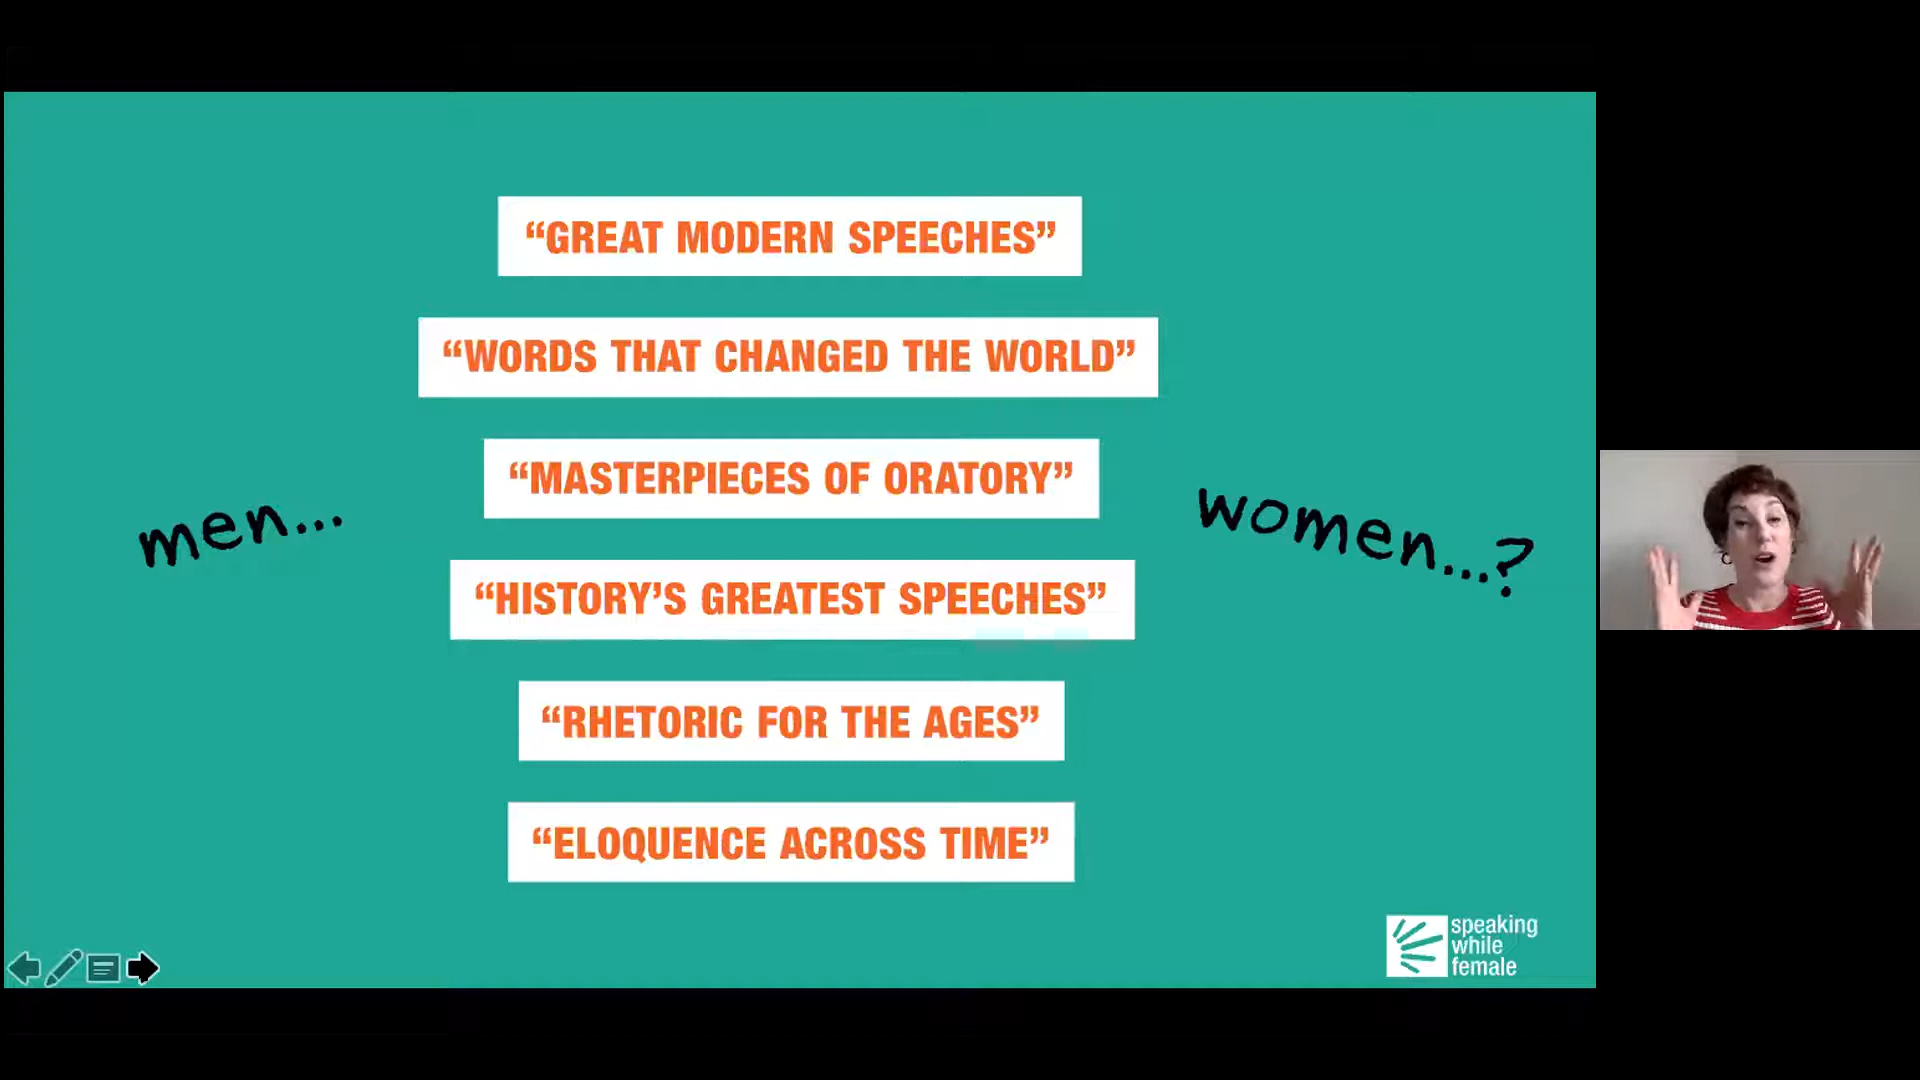 “GREAT MODERN SPEECHES”
“WORDS THAT CHANGED THE WORLD”
“MASTERPIECES OF ORATORY”
men...
women...?
“HISTORY’S GREATEST SPEECHES”
“RHETORIC FOR THE AGES”
“ELOQUENCE ACROSS TIME”
speaking
while
female